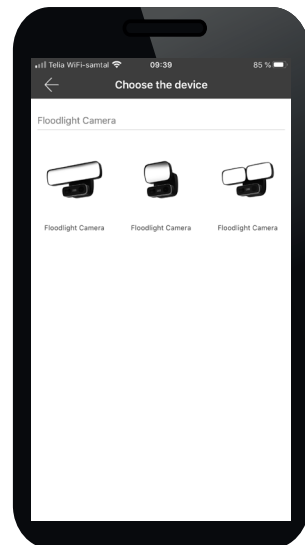 Telia WiFi-samtal 09:39 85 %
Choose the device
Floodlight Camera
Floodlight Camera Floodlight Camera Floodlight Camera